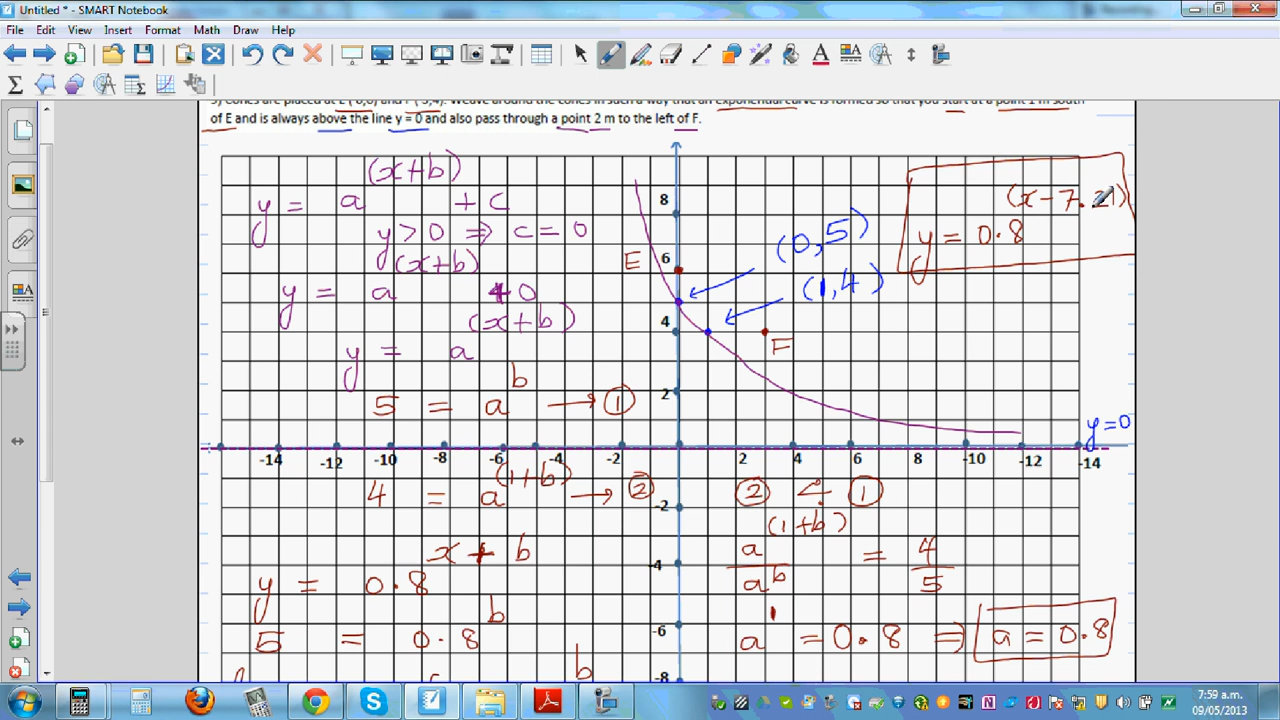 Untitled * - SMART Notebook
File Edit View Insert Format Math Draw Help
of E and is always above the line y = 0 and also pass through a point 2 m to the left of F.
(x+b)
y = a + c
y > 0 ⇒ c = 0
(x+b)
y = a + 0
(x+b)
y = a
b
5 = a → ①
(1+b)
4 = a → ②
x + b
y = 0.8
b
5 = 0.8
b
8
6
4
2
-2
-4
-6
-8
-14 -12 -10 -8 -6 -4 -2 2 4 6 8 -10 -12 -14
E
F
(0,5)
(1,4)
y=0
(x-7.21)
y = 0.8
② ÷ ①
(1+b)
a = 4
a b 5
1
a = 0.8 ⇒ a = 0.8
7:59 a.m.
09/05/2013